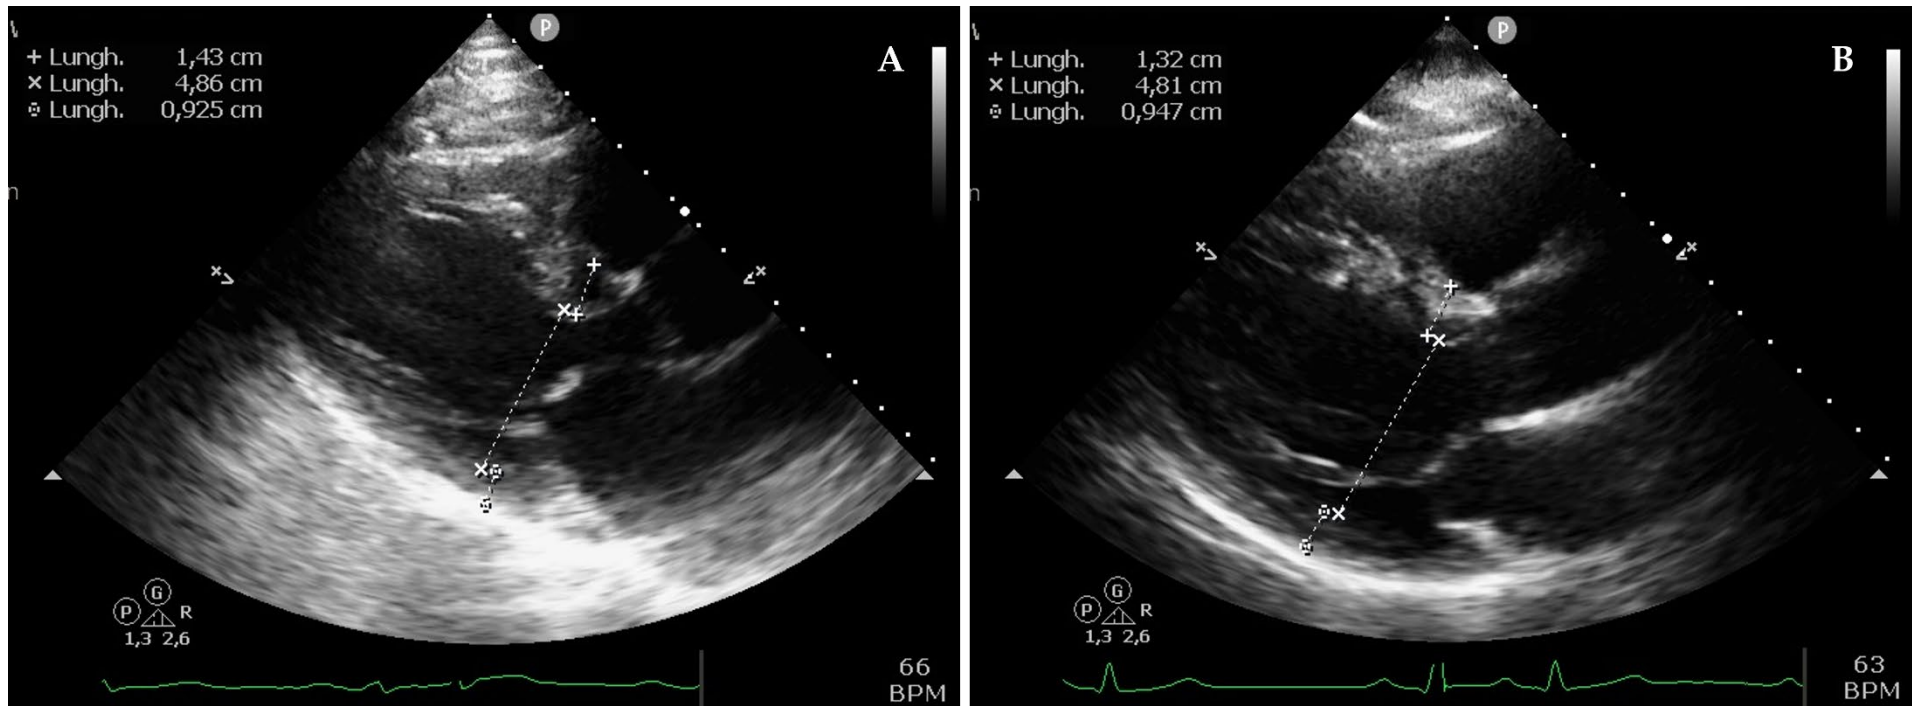 P
A
+ Lungh. 1,43 cm
× Lungh. 4,86 cm
Lungh. 0,925 cm
n
G
P R
1,3 2,6
66
BPM
P
B
+ Lungh. 1,32 cm
× Lungh. 4,81 cm
Lungh. 0,947 cm
n
G
P R
1,3 2,6
63
BPM